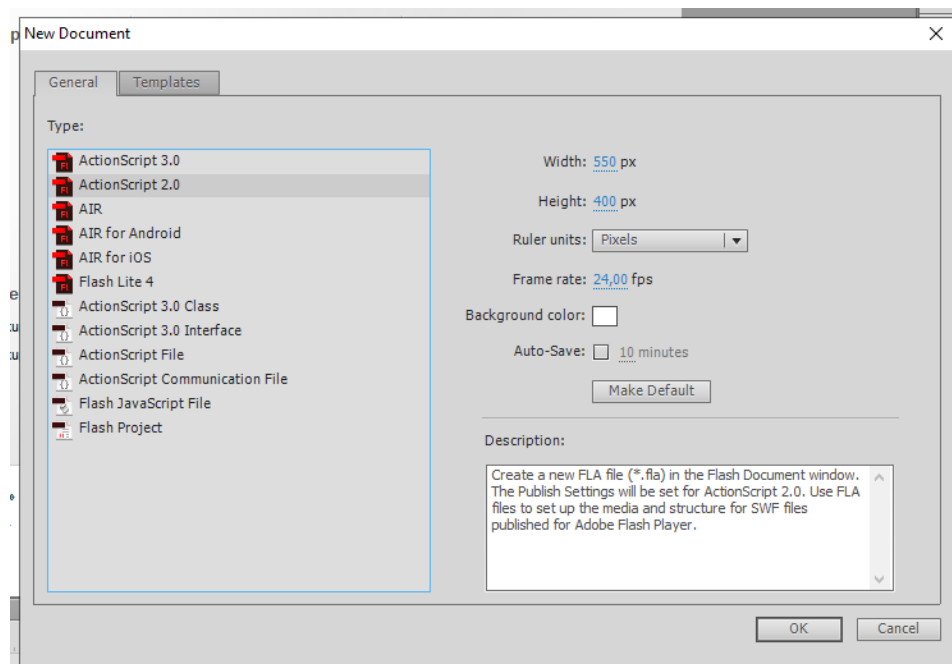 New Document
General
Templates
Type:
ActionScript 3.0
ActionScript 2.0
AIR
AIR for Android
AIR for iOS
Flash Lite 4
ActionScript 3.0 Class
ActionScript 3.0 Interface
ActionScript File
ActionScript Communication File
Flash JavaScript File
Flash Project
Width: 550 px
Height: 400 px
Ruler units: Pixels
Frame rate: 24,00 fps
Background color:
Auto-Save: 10 minutes
Make Default
Description:
Create a new FLA file (*.fla) in the Flash Document window.
The Publish Settings will be set for ActionScript 2.0. Use FLA
files to set up the media and structure for SWF files
published for Adobe Flash Player.
OK
Cancel